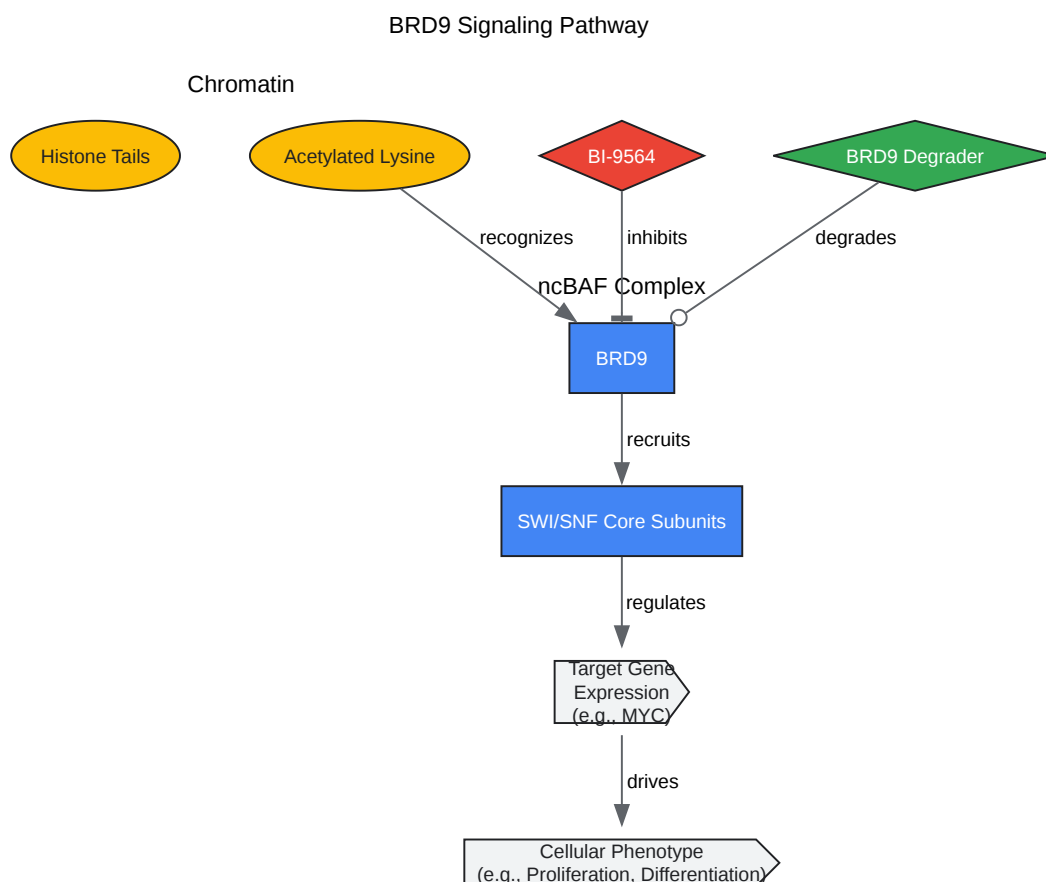 BRD9 Signaling Pathway
Chromatin
Histone Tails
Acetylated Lysine
BI-9564
BRD9 Degrader
recognizes
inhibits
degrades
ncBAF Complex
BRD9
recruits
SWI/SNF Core Subunits
regulates
Target Gene
Expression
(e.g., MYC)
drives
Cellular Phenotype
(e.g., Proliferation, Differentiation)